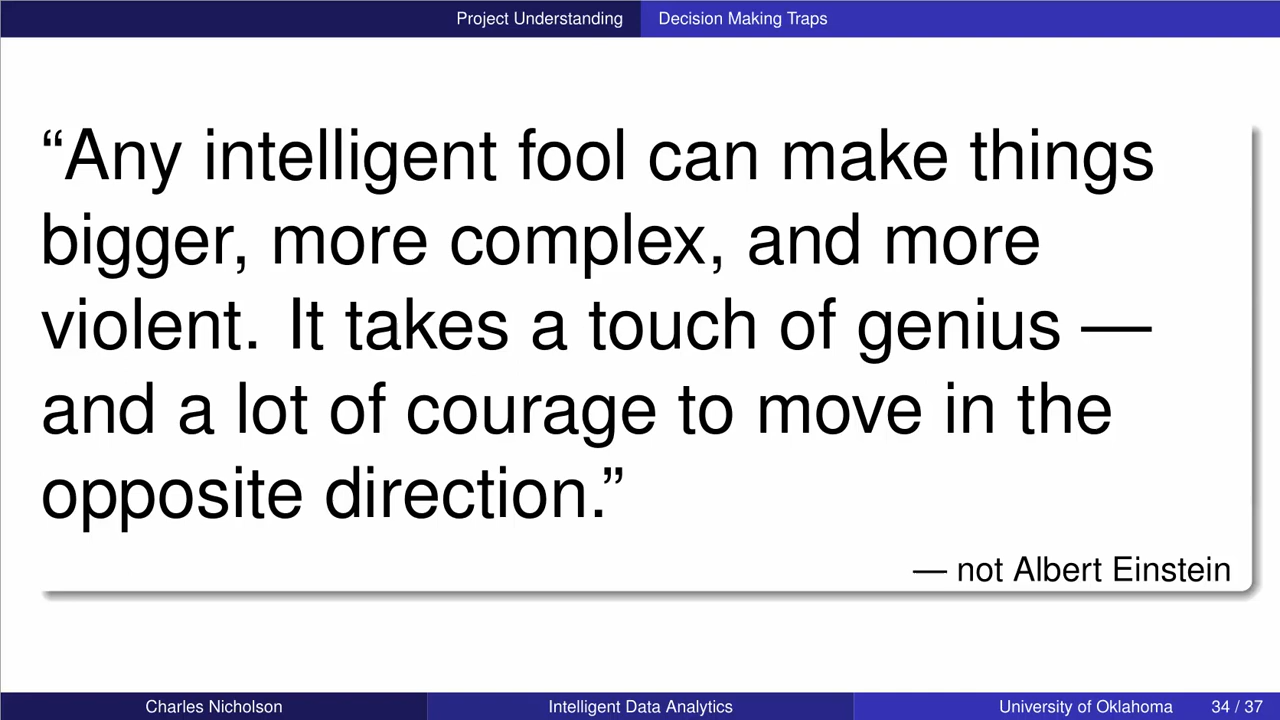 Project Understanding Decision Making Traps
“Any intelligent fool can make things
bigger, more complex, and more
violent. It takes a touch of genius —
and a lot of courage to move in the
opposite direction.”
— not Albert Einstein
Charles Nicholson Intelligent Data Analytics University of Oklahoma 34 / 37